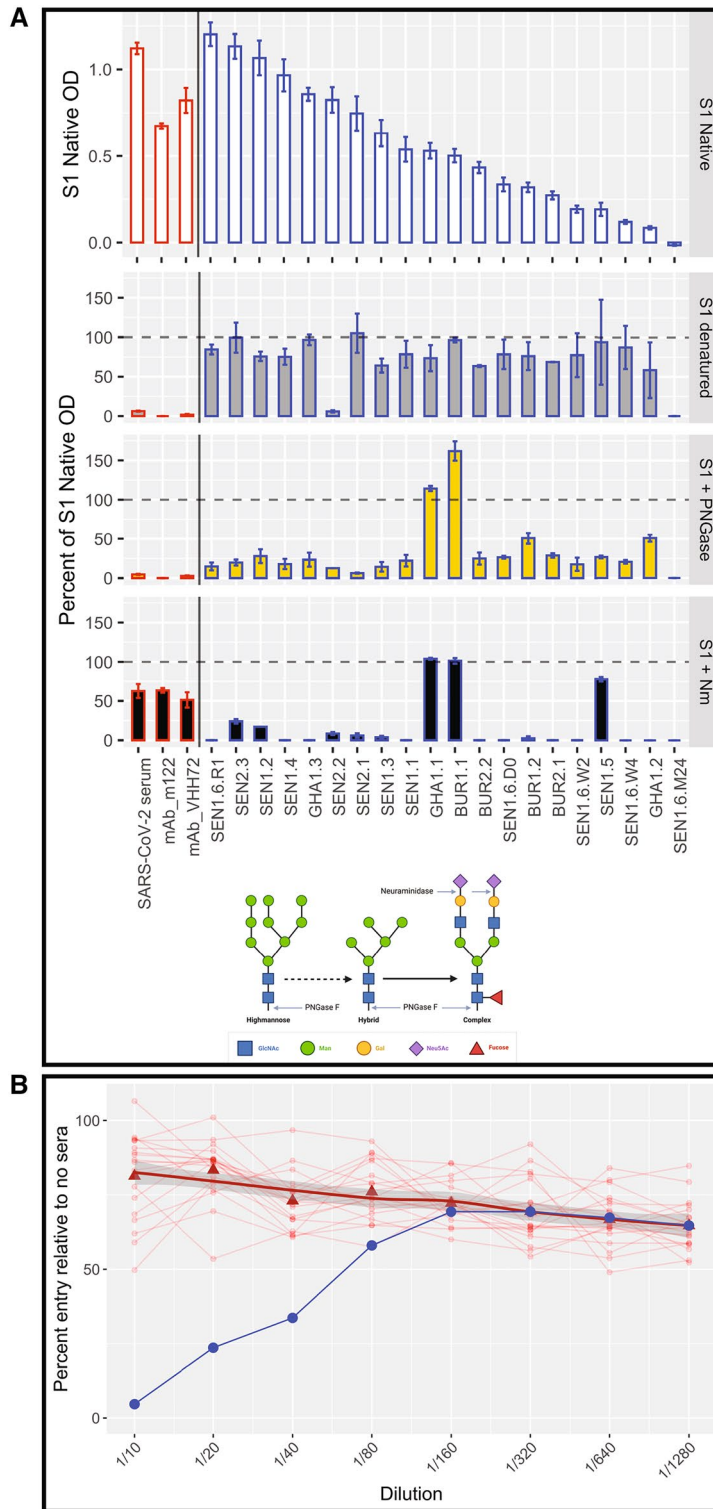 A
S1 Native OD
1.0
0.5
0.0
S1 Native
Percent of S1 Native OD
150
100
50
0
S1 denatured
150
100
50
0
S1 + PNGase
150
100
50
0
S1 + Nm
SARS-CoV-2 serum
mAb_m122
mAb_VHH72
SEN1.6.R1
SEN2.3
SEN1.2
SEN1.4
GHA1.3
SEN2.2
SEN2.1
SEN1.3
SEN1.1
GHA1.1
BUR1.1
BUR2.2
SEN1.6.D0
BUR1.2
BUR2.1
SEN1.6.W2
SEN1.5
SEN1.6.W4
GHA1.2
SEN1.6.M24
Neuraminidase
PNGase F
PNGase F
Highmannose
Hybrid
Complex
GlcNAc
Man
Gal
Neu5Ac
Fucose
B
Percent entry relative to no sera
100
50
0
1/10
1/20
1/40
1/80
1/160
1/320
1/640
1/1280
Dilution